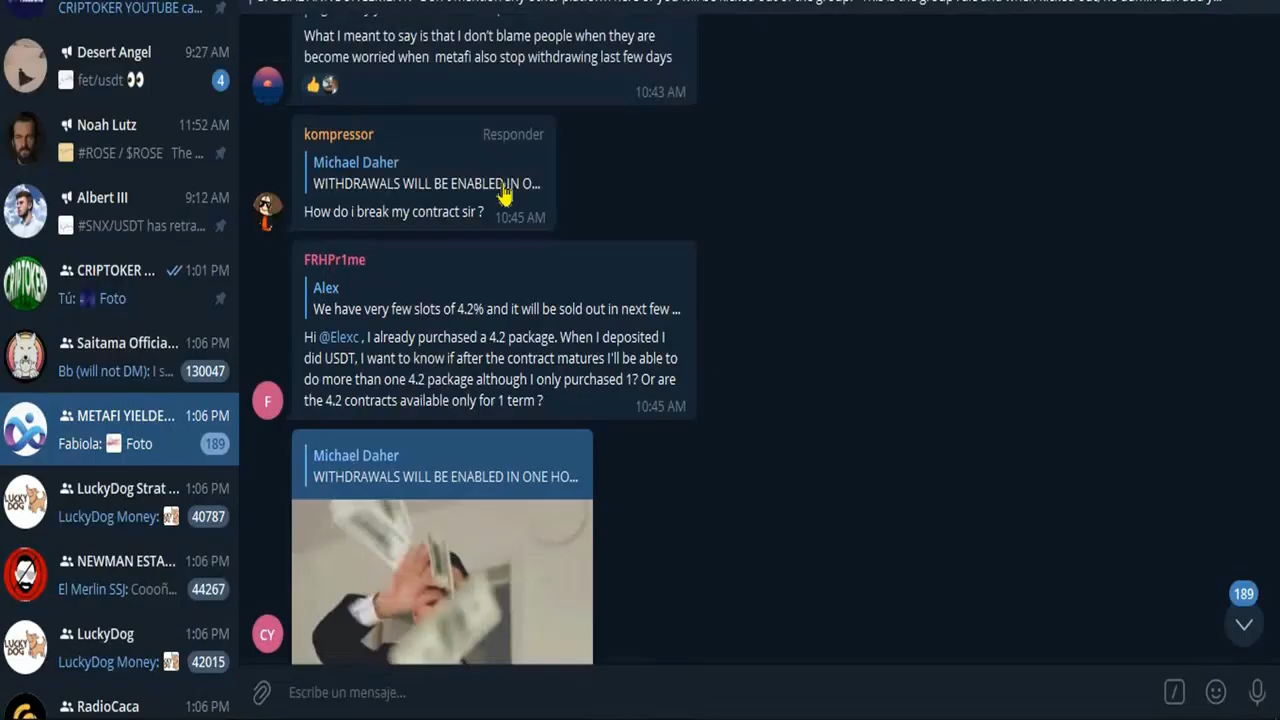 CRIPTOKER YOUTUBE ca...
Desert Angel 9:27 AM
fet/usdt 👀 4
Noah Lutz 11:52 AM
#ROSE / $ROSE The ...
Albert III 9:12 AM
#SNX/USDT has retra...
CRIPTOKER ... 1:01 PM
Tú: Foto
CRIPTOKER
Saitama Officia... 1:06 PM
Bb (will not DM): I s... 130047
METAFI YIELDE... 1:06 PM
Fabiola: Foto 189
LuckyDog Strat ... 1:06 PM
LuckyDog Money: 40787
LUCKY DOG
NEWMAN ESTA... 1:06 PM
El Merlin SSJ: Coooñ... 44267
LuckyDog 1:06 PM
LuckyDog Money: 42015
LUCKY DOG
RadioCaca 1:06 PM
What I meant to say is that I don't blame people when they are
become worried when metafi also stop withdrawing last few days
👍 10:43 AM
kompressor Responder
Michael Daher
WITHDRAWALS WILL BE ENABLED IN O...
How do i break my contract sir ? 10:45 AM
FRHPr1me
Alex
We have very few slots of 4.2% and it will be sold out in next few ...
Hi @Elexc , I already purchased a 4.2 package. When I deposited I
did USDT, I want to know if after the contract matures I'll be able to
do more than one 4.2 package although I only purchased 1? Or are
the 4.2 contracts available only for 1 term ?
F 10:45 AM
Michael Daher
WITHDRAWALS WILL BE ENABLED IN ONE HO...
CY
189
Escribe un mensaje...